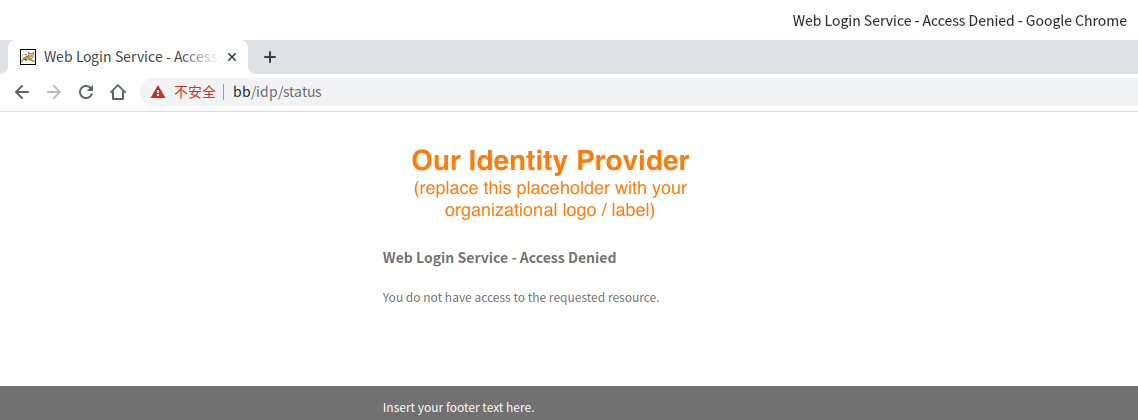 Web Login Service - Access Denied - Google Chrome
Web Login Service - Access
不安全 bb/idp/status
Our Identity Provider
(replace this placeholder with your
organizational logo / label)
Web Login Service - Access Denied
You do not have access to the requested resource.
Insert your footer text here.